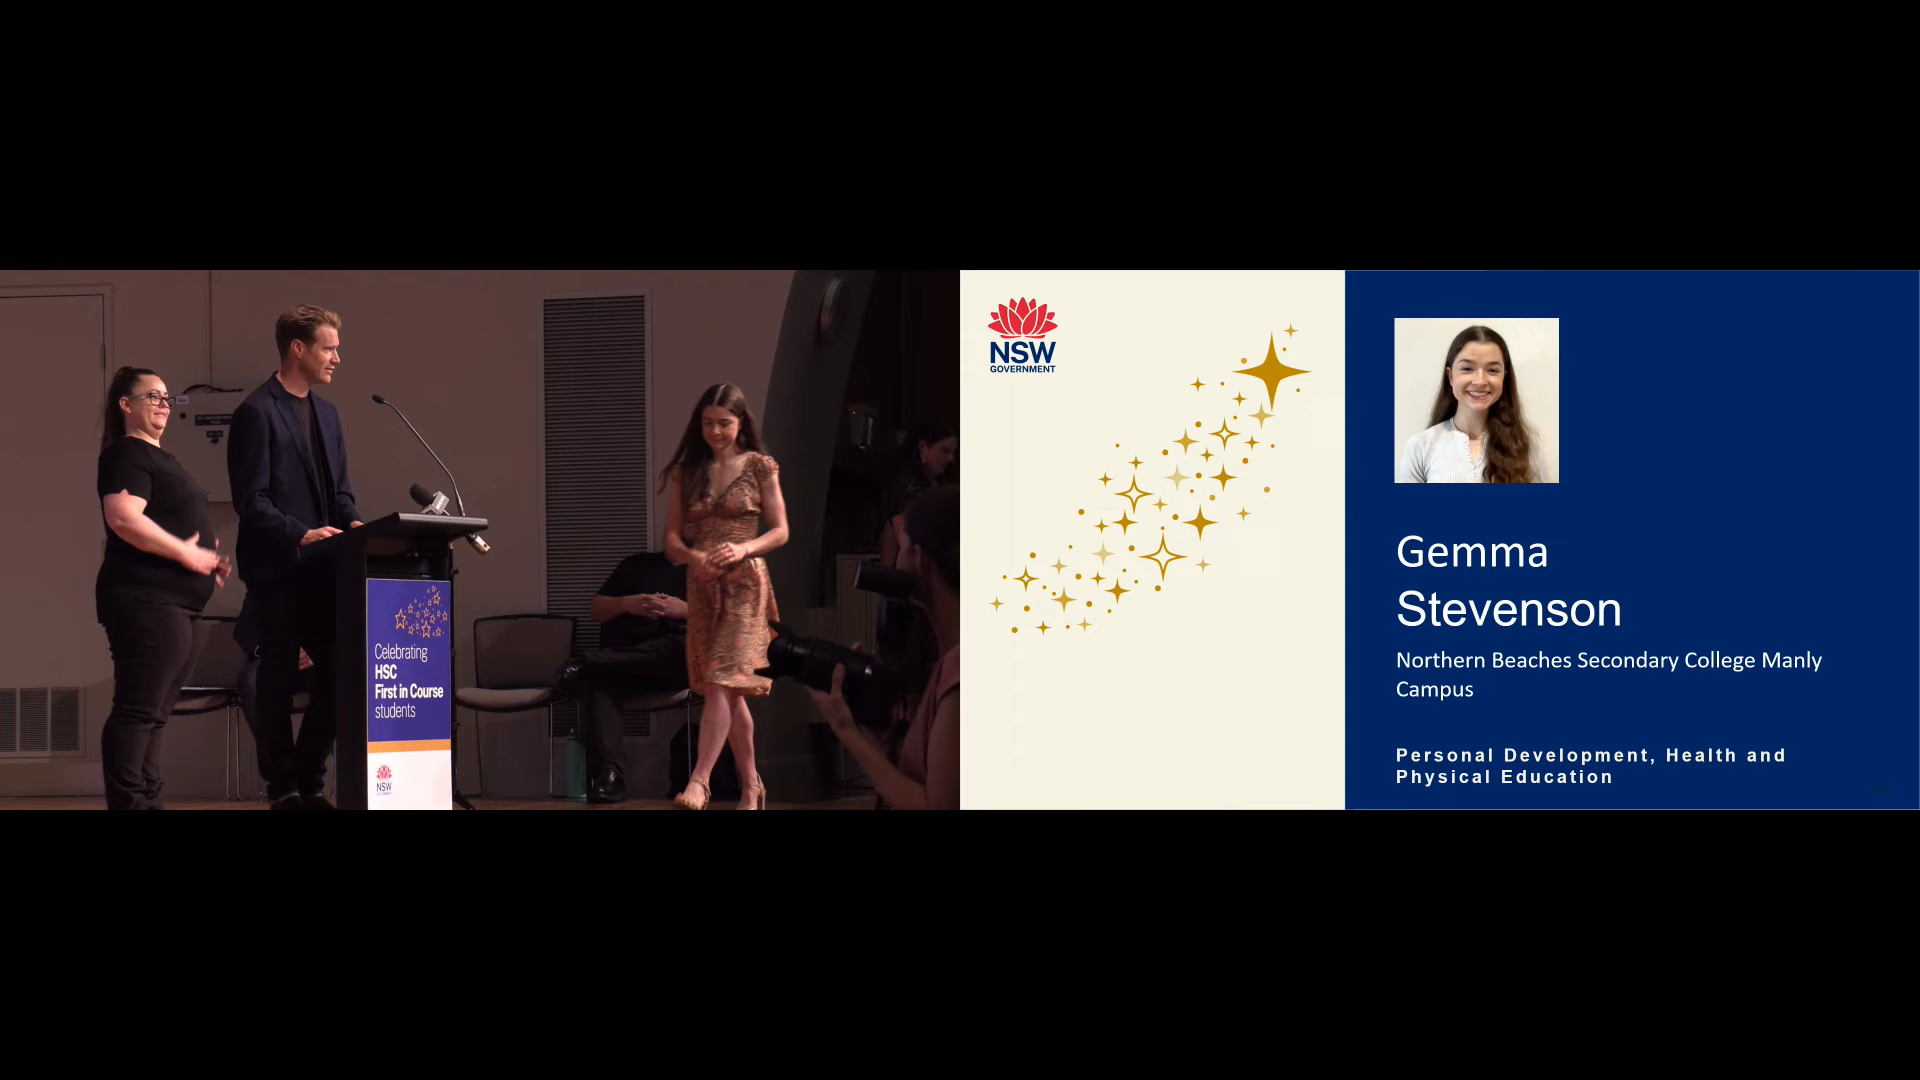 Celebrating
HSC
First in Course
students
NSW
NSW
GOVERNMENT
Gemma
Stevenson
Northern Beaches Secondary College Manly
Campus
Personal Development, Health and
Physical Education